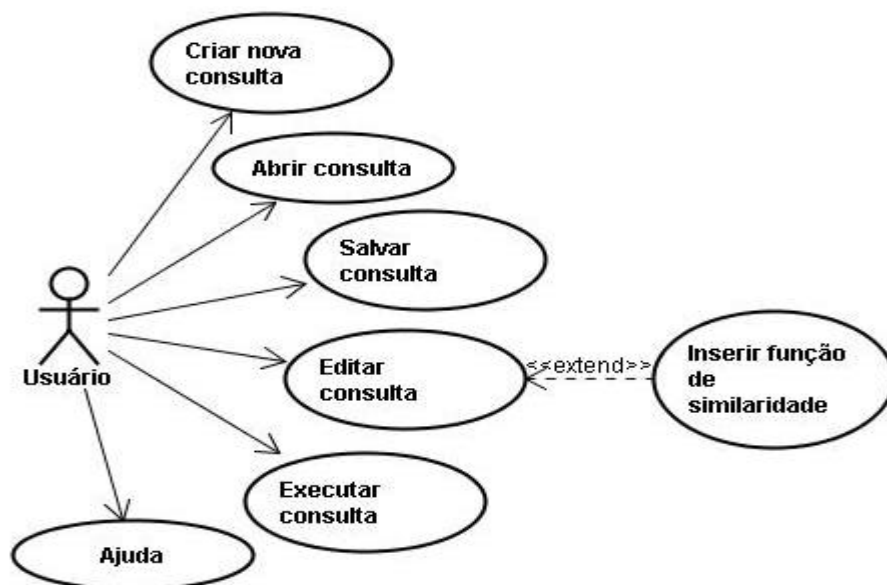 Criar nova
consulta
Abrir consulta
Salvar
consulta
Usuário
Editar
consulta
<<extend>>
Inserir função
de
similaridade
Executar
consulta
Ajuda